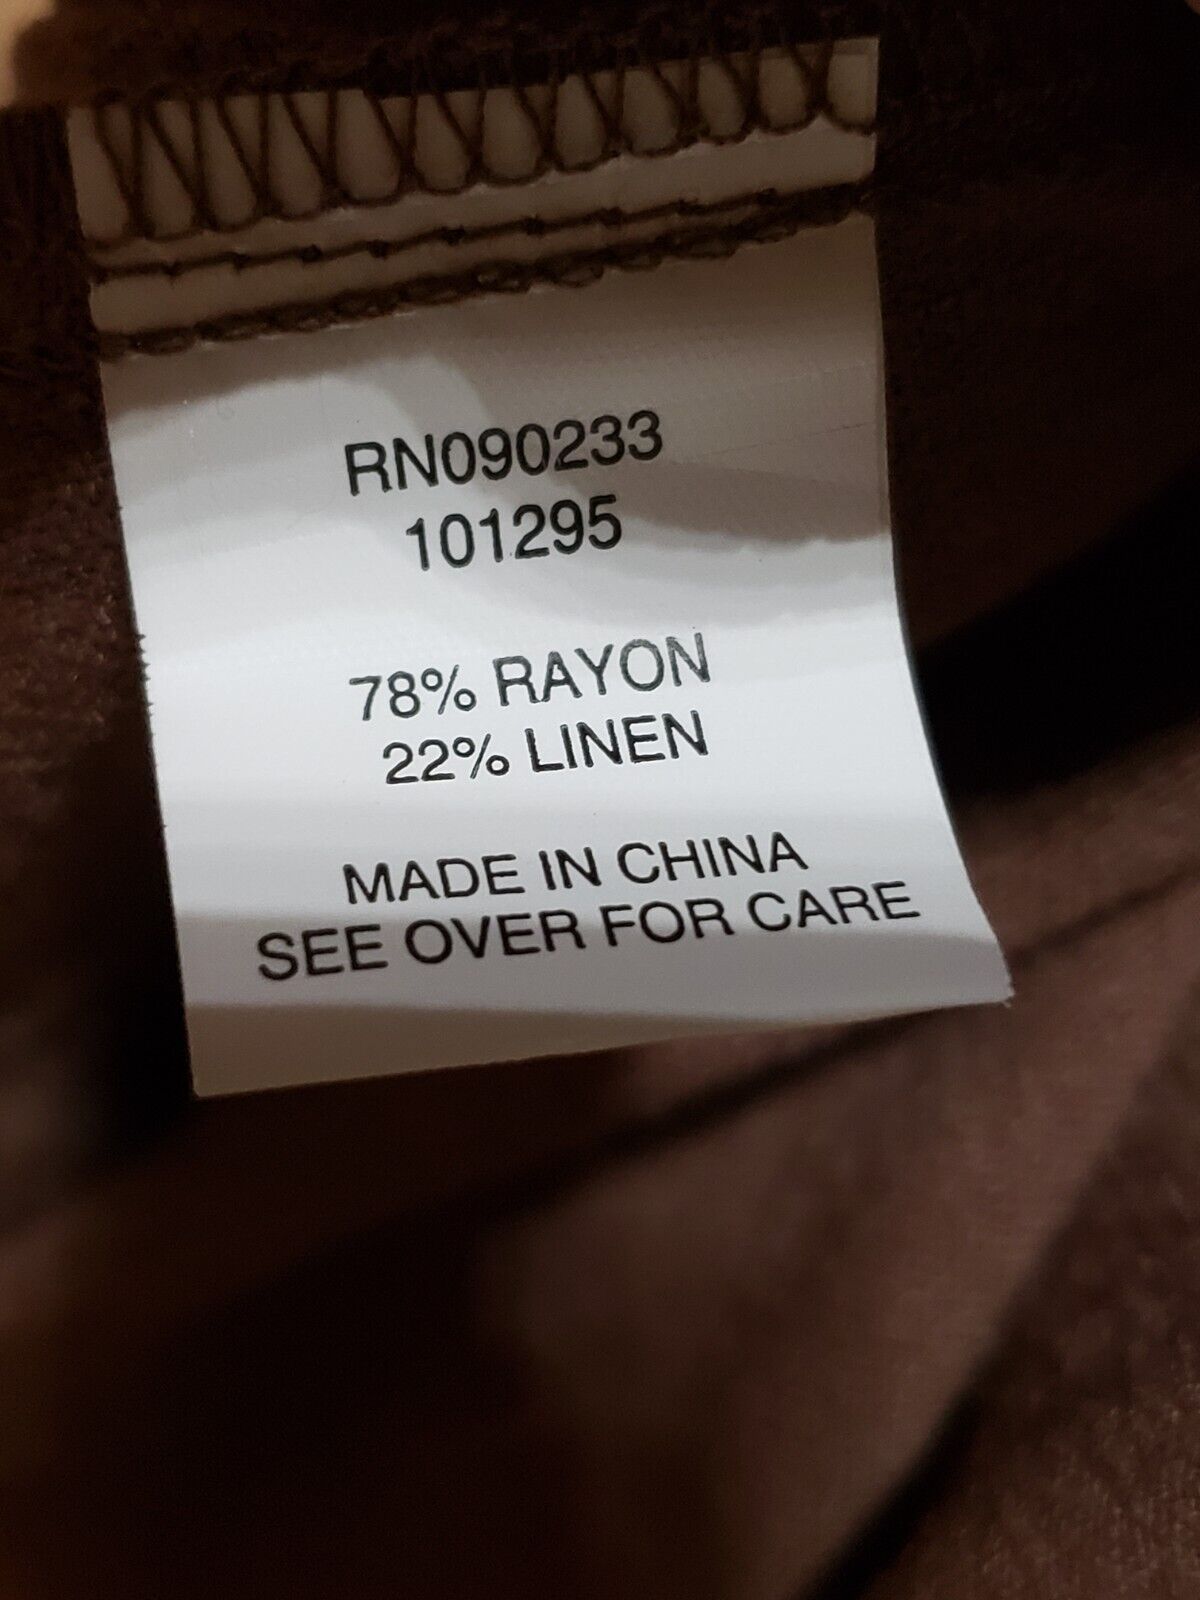 RN090233
101295
78% RAYON
22% LINEN
MADE IN CHINA
SEE OVER FOR CARE